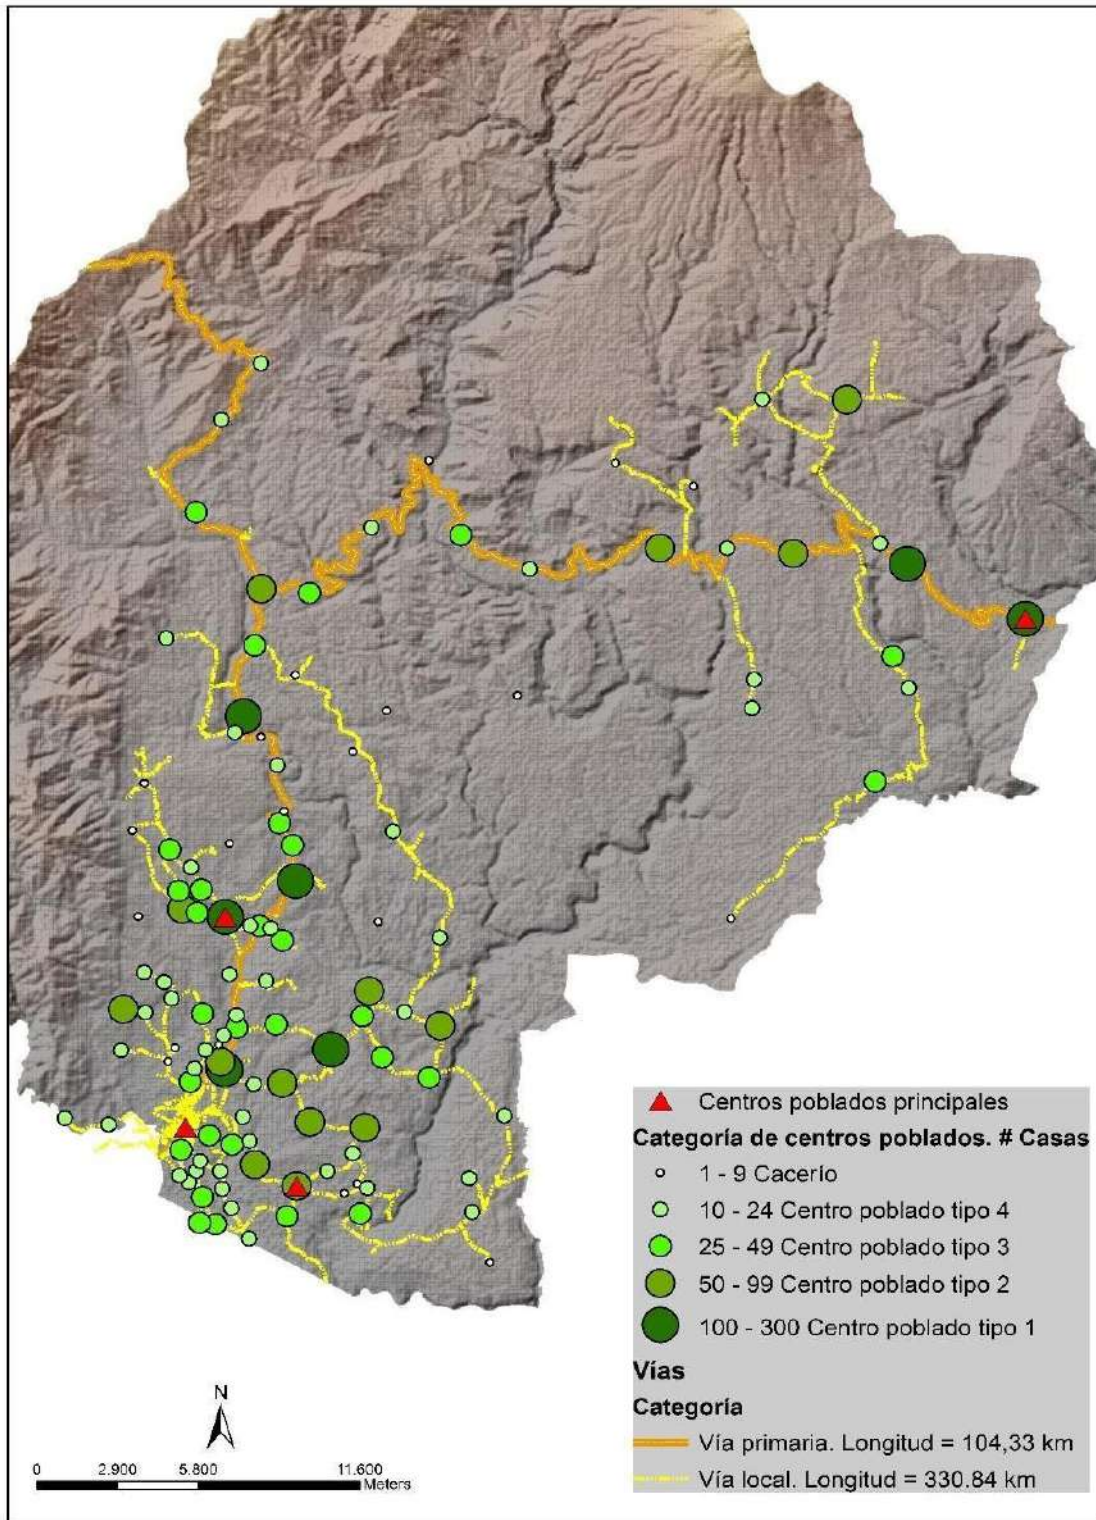 Centros poblados principales
Categoría de centros poblados. # Casas
1 - 9 Cacerío
10 - 24 Centro poblado tipo 4
25 - 49 Centro poblado tipo 3
50 - 99 Centro poblado tipo 2
100 - 300 Centro poblado tipo 1
Vías
Categoría
Vía primaria. Longitud = 104,33 km
Vía local. Longitud = 330.84 km
N
0 2.900 5.800 11.600
Meters